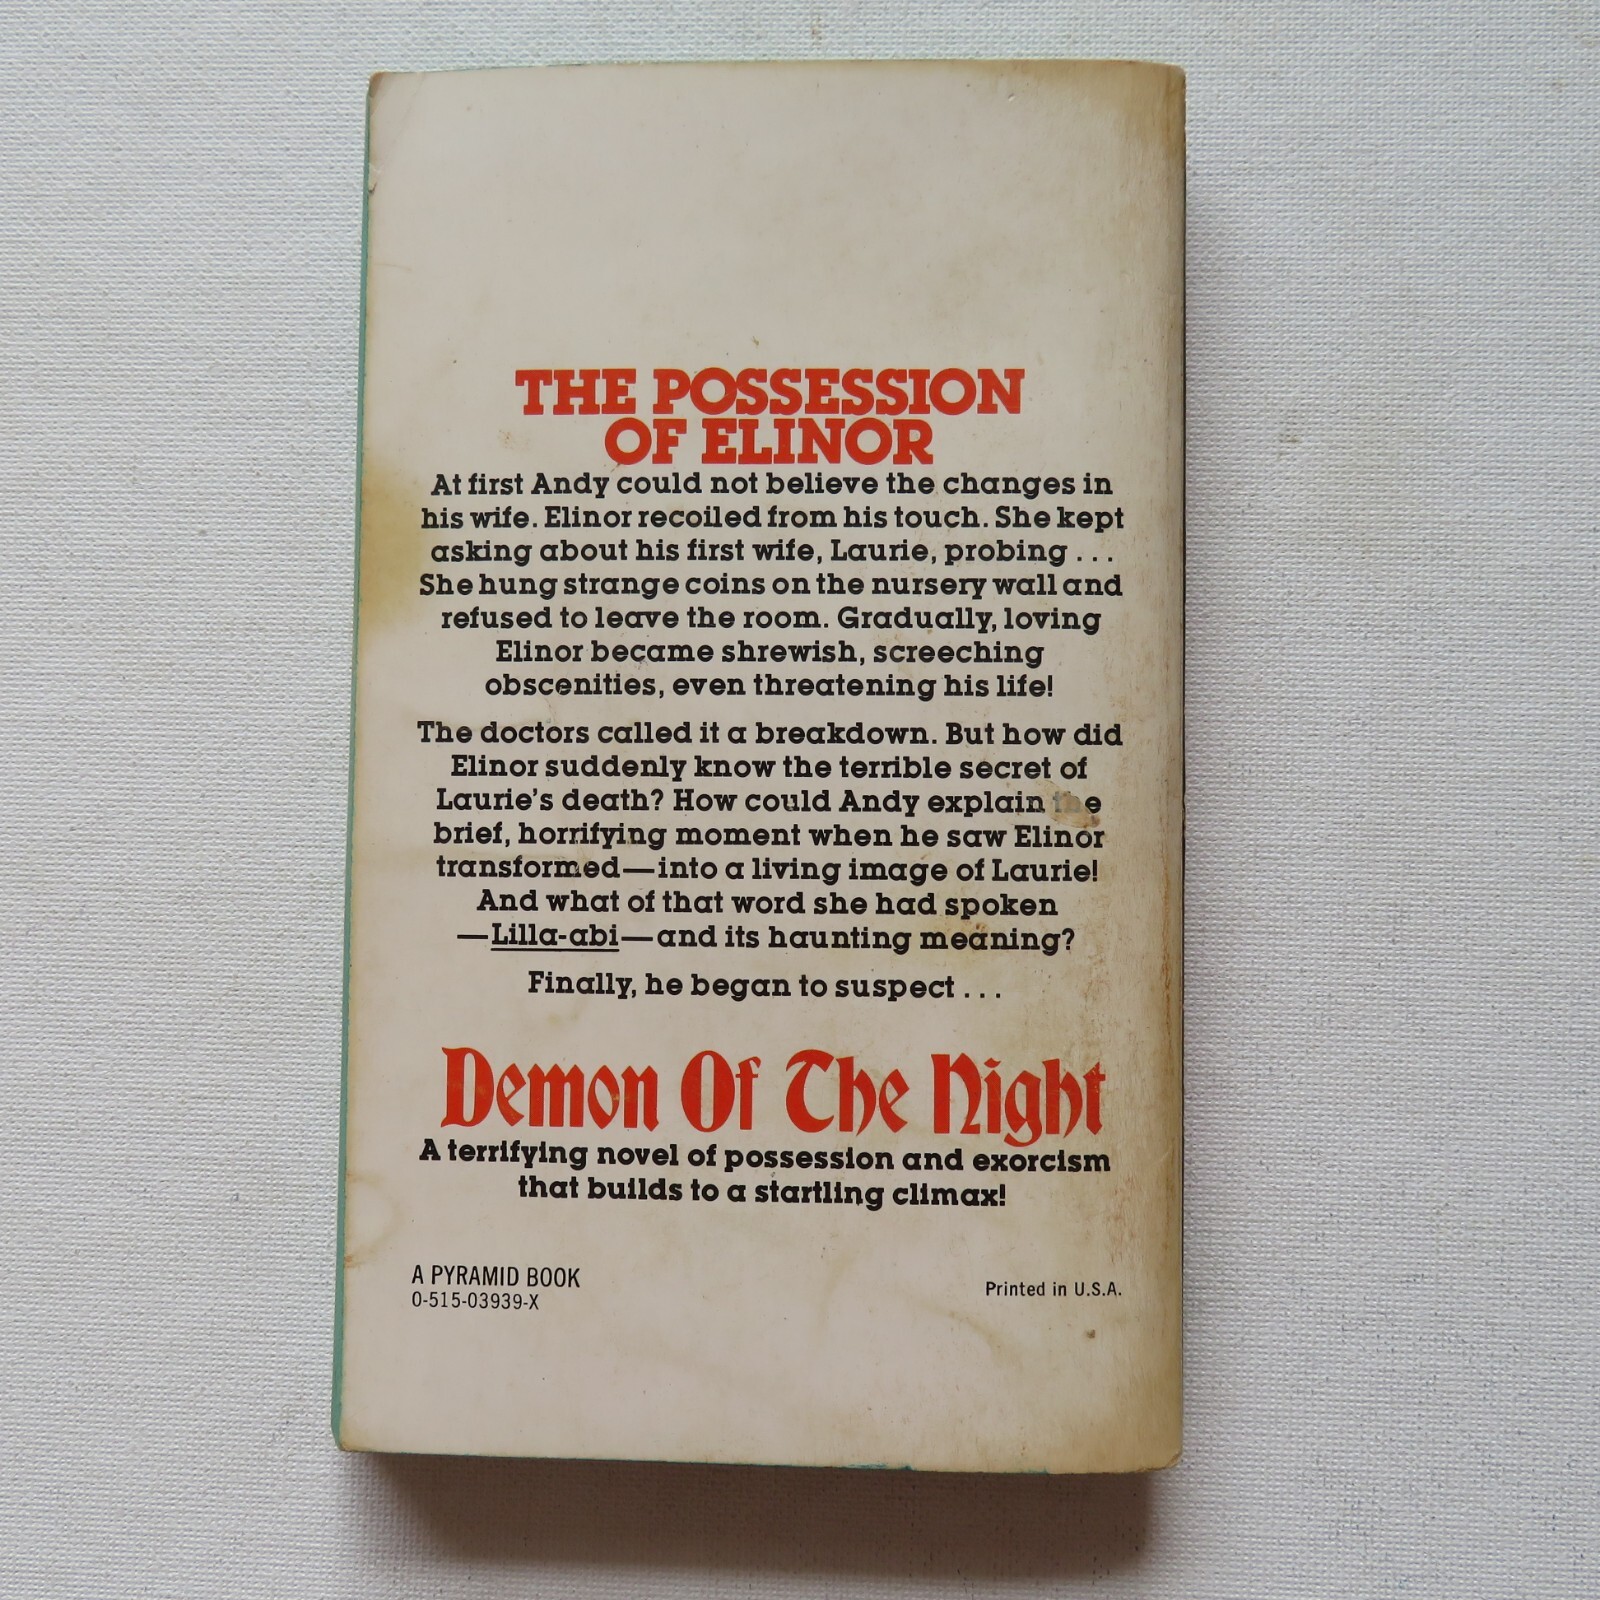 THE POSSESSION
OF ELINOR
At first Andy could not believe the changes in
his wife. Elinor recoiled from his touch. She kept
asking about his first wife, Laurie, probing . . .
She hung strange coins on the nursery wall and
refused to leave the room. Gradually, loving
Elinor became shrewish, screeching
obscenities, even threatening his life!
The doctors called it a breakdown. But how did
Elinor suddenly know the terrible secret of
Laurie's death? How could Andy explain the
brief, horrifying moment when he saw Elinor
transformed—into a living image of Laurie!
And what of that word she had spoken
—Lilla-abi—and its haunting meaning?
Finally, he began to suspect . . .
Demon Of The Night
A terrifying novel of possession and exorcism
that builds to a startling climax!
A PYRAMID BOOK
0-515-03939-X
Printed in U.S.A.